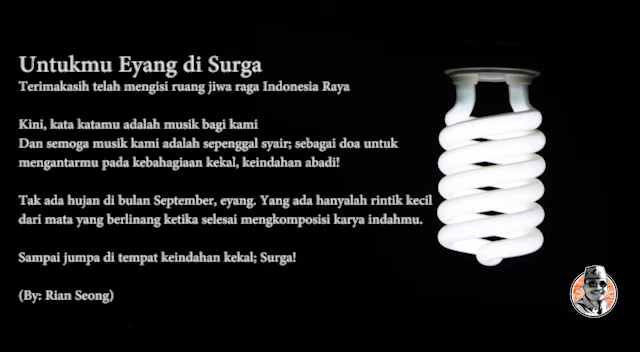 Untukmu Eyang di Surga
Terimakasih telah mengisi ruang jiwa raga Indonesia Raya
Kini, kata katamu adalah musik bagi kami
Dan semoga musik kami adalah sepenggal syair; sebagai doa untuk
mengantarmu pada kebahagiaan kekal, keindahan abadi!
Tak ada hujan di bulan September, eyang. Yang ada hanyalah rintik kecil
dari mata yang berlinang ketika selesai mengkomposisi karya indahmu.
Sampai jumpa di tempat keindahan kekal; Surga!
(By: Rian Seong)